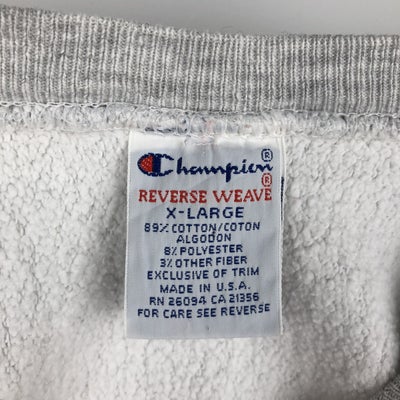 Champion®
REVERSE WEAVE®
X-LARGE
89% COTTON/COTON
ALGODON
8% POLYESTER
3% OTHER FIBER
EXCLUSIVE OF TRIM
MADE IN U.S.A.
RN 26094 CA 21356
FOR CARE SEE REVERSE